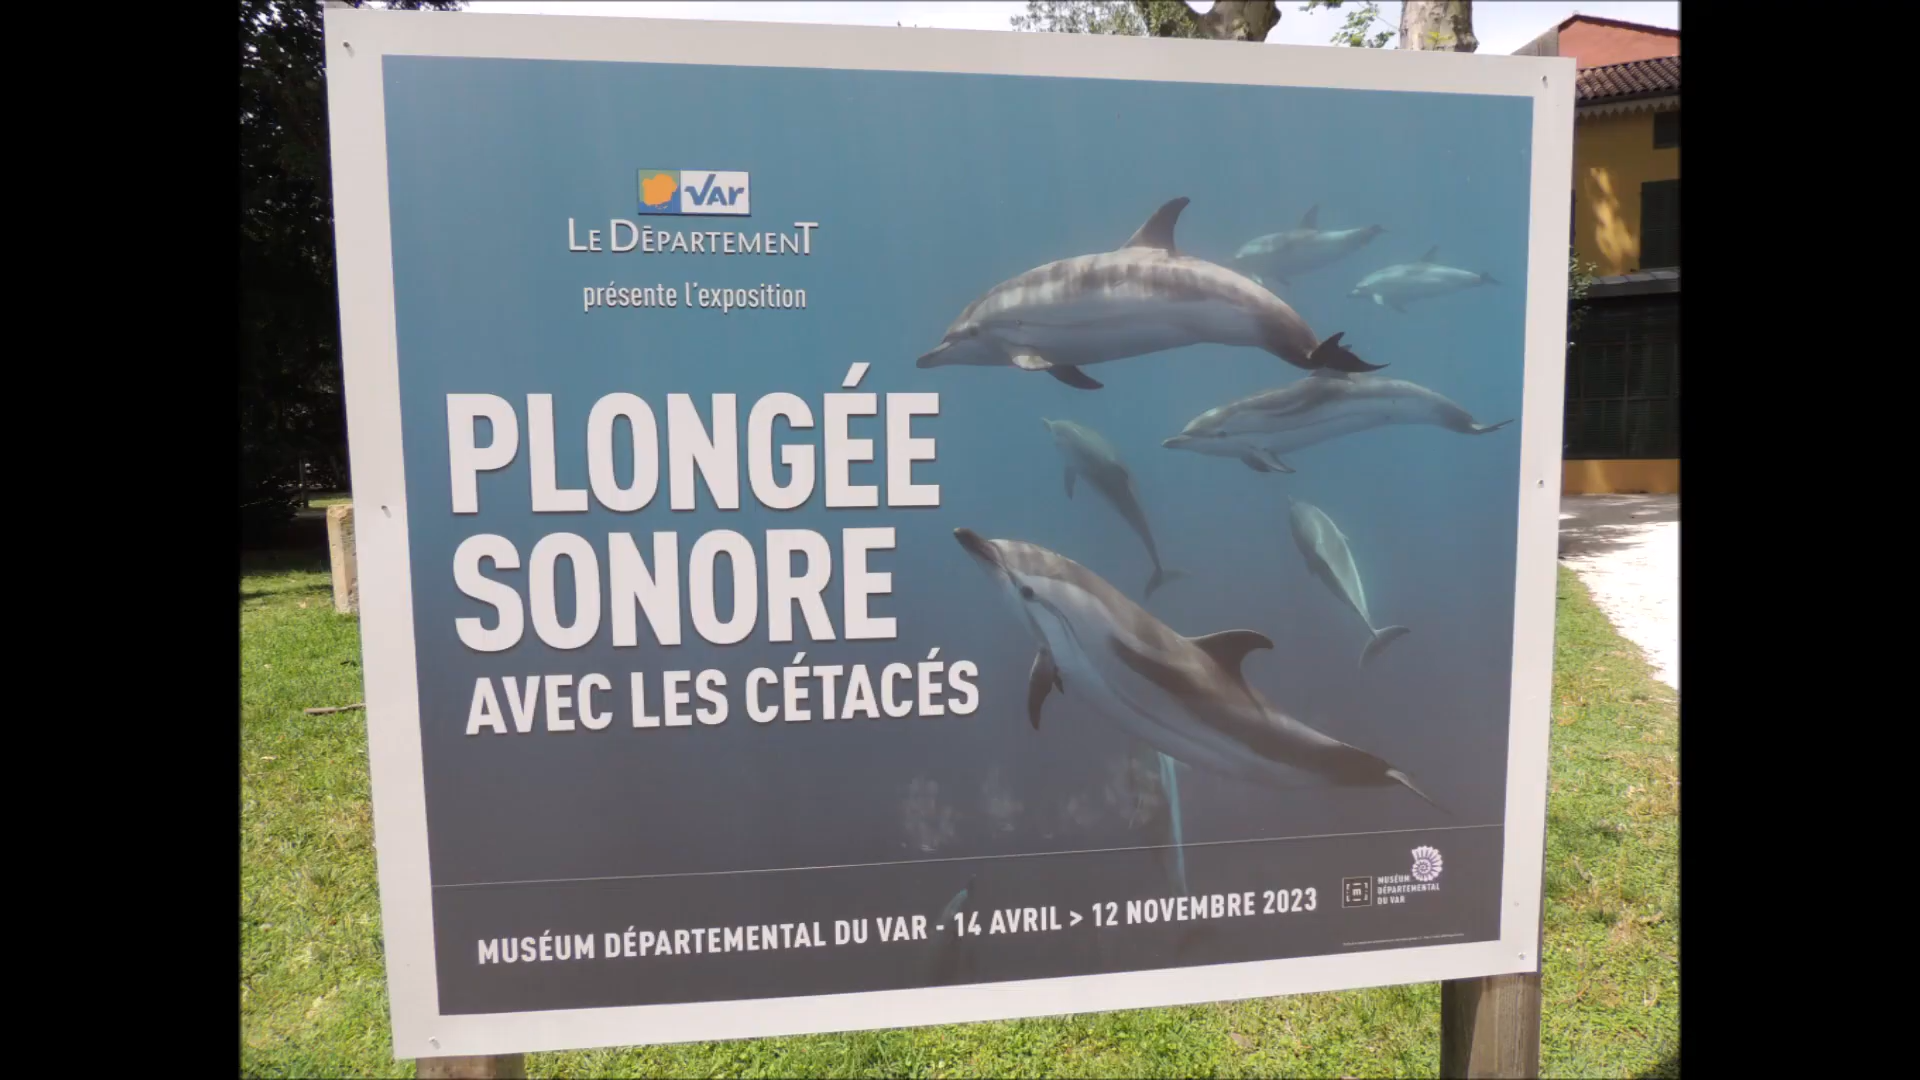 VAR
LE DÉPARTEMENT
présente l'exposition
PLONGÉE
SONORE
AVEC LES CÉTACÉS
MUSÉUM DÉPARTEMENTAL DU VAR - 14 AVRIL > 12 NOVEMBRE 2023
MUSÉUM
DÉPARTEMENTAL
DU VAR